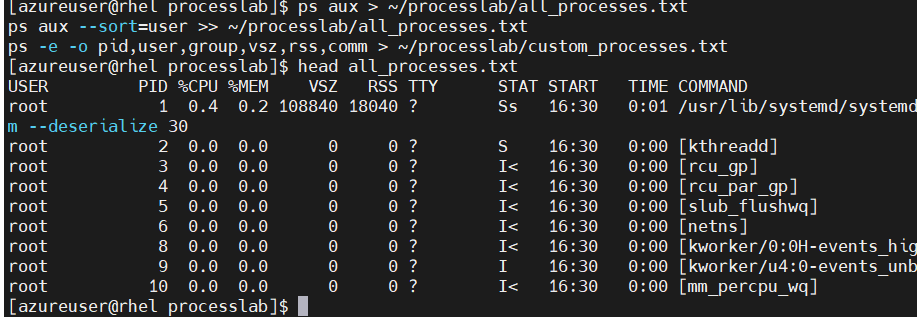 [azureuser@rhel processlab]$ ps aux > ~/processlab/all_processes.txt
ps aux --sort=user >> ~/processlab/all_processes.txt
ps -e -o pid,user,group,vsz,rss,comm > ~/processlab/custom_processes.txt
[azureuser@rhel processlab]$ head all_processes.txt
USER         PID %CPU %MEM    VSZ   RSS TTY      STAT START   TIME COMMAND
root           1  0.4  0.2 108840 18040 ?        Ss   16:30   0:01 /usr/lib/systemd/systemd
m --deserialize 30
root           2  0.0  0.0      0     0 ?        S    16:30   0:00 [kthreadd]
root           3  0.0  0.0      0     0 ?        I<   16:30   0:00 [rcu_gp]
root           4  0.0  0.0      0     0 ?        I<   16:30   0:00 [rcu_par_gp]
root           5  0.0  0.0      0     0 ?        I<   16:30   0:00 [slub_flushwq]
root           6  0.0  0.0      0     0 ?        I<   16:30   0:00 [netns]
root           8  0.0  0.0      0     0 ?        I<   16:30   0:00 [kworker/0:0H-events_hig
root           9  0.0  0.0      0     0 ?        I    16:30   0:00 [kworker/u4:0-events_unb
root          10  0.0  0.0      0     0 ?        I<   16:30   0:00 [mm_percpu_wq]
[azureuser@rhel processlab]$